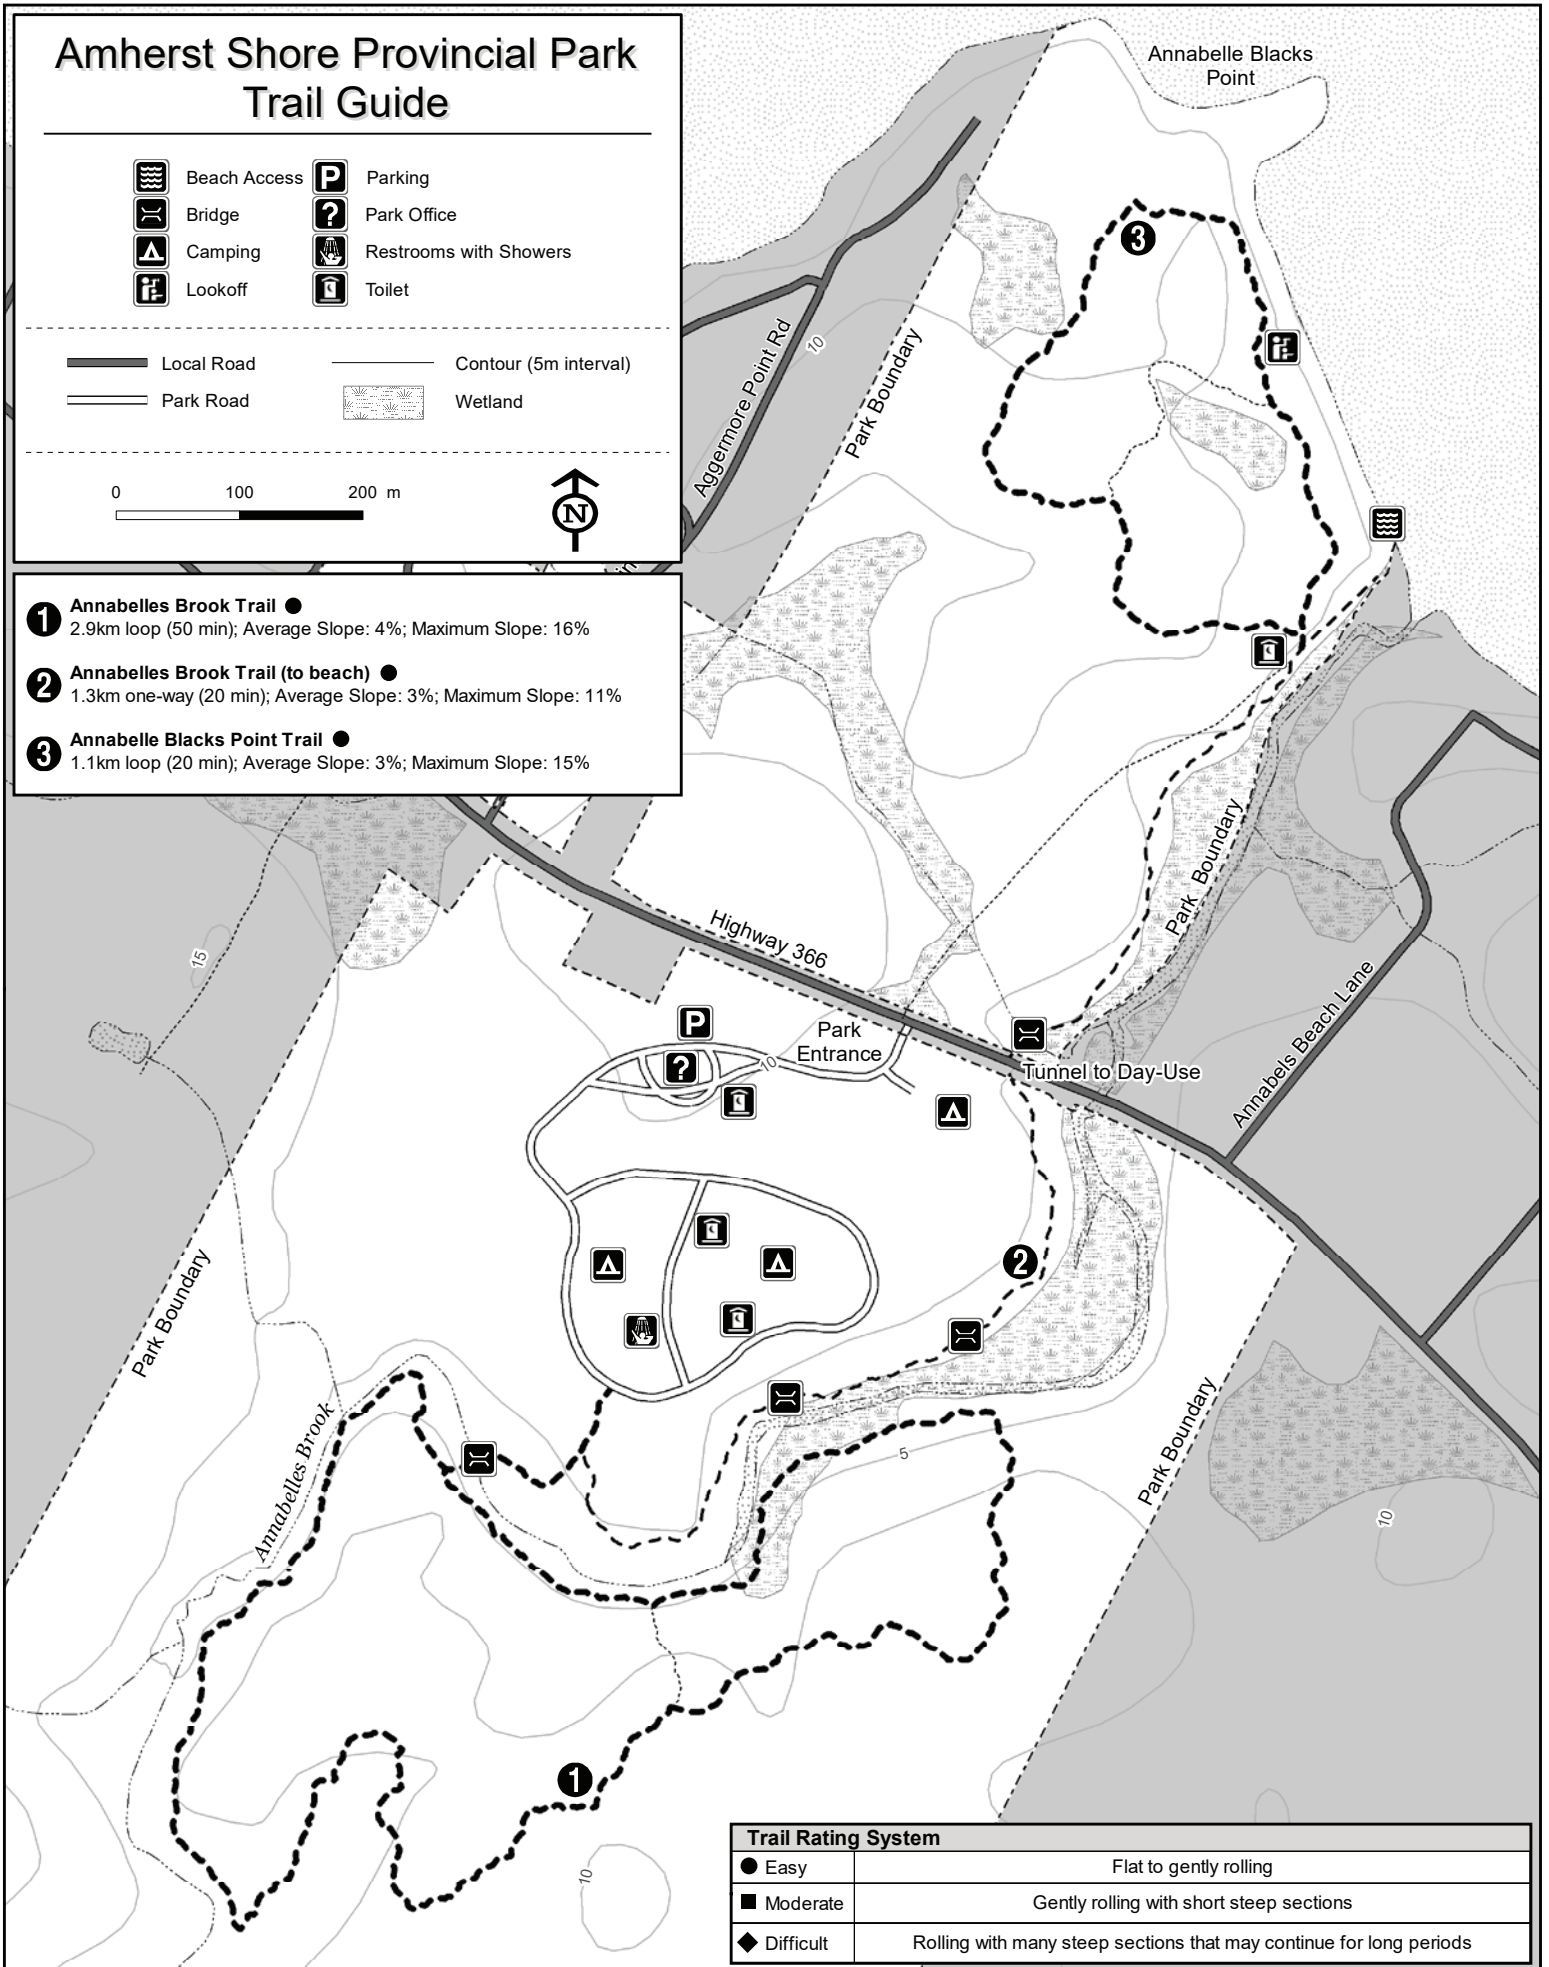 Amherst Shore Provincial Park
Trail Guide
Beach Access
P
Parking
Bridge
?
Park Office
Camping
Restrooms with Showers
Lookoff
Toilet
Local Road
Contour (5m interval)
Park Road
Wetland
0 100 200 m
N
1
Annabelles Brook Trail
2.9km loop (50 min); Average Slope: 4%; Maximum Slope: 16%
2
Annabelles Brook Trail (to beach)
1.3km one-way (20 min); Average Slope: 3%; Maximum Slope: 11%
3
Annabelle Blacks Point Trail
1.1km loop (20 min); Average Slope: 3%; Maximum Slope: 15%
Annabelle Blacks
Point
3
10
Aggermore Point Rd
Park Boundary
Park Boundary
Highway 366
15
P
?
10
Park
Entrance
Tunnel to Day-Use
Annabels Beach Lane
2
Park Boundary
Park Boundary
Annabelles Brook
5
10
1
10
Trail Rating System
Easy Flat to gently rolling
Moderate Gently rolling with short steep sections
Difficult Rolling with many steep sections that may continue for long periods